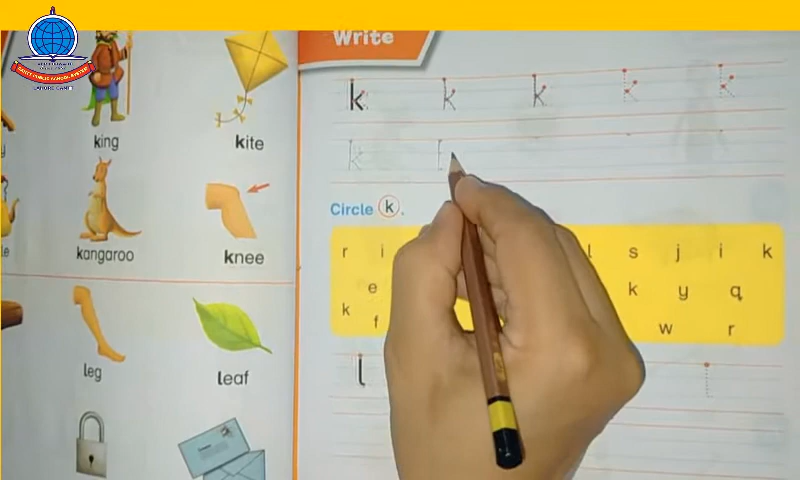 Write
k k k k k
k
king kite
Circle k .
kangaroo knee
r i l s j i k
e k y q
k f w r
leg leaf
l